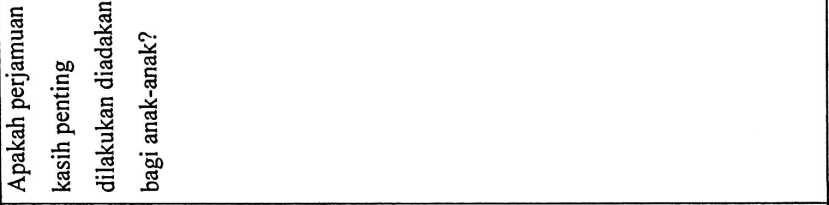 Apakah perjamuan
kasih penting
dilakukan diadakan
bagi anak-anak?